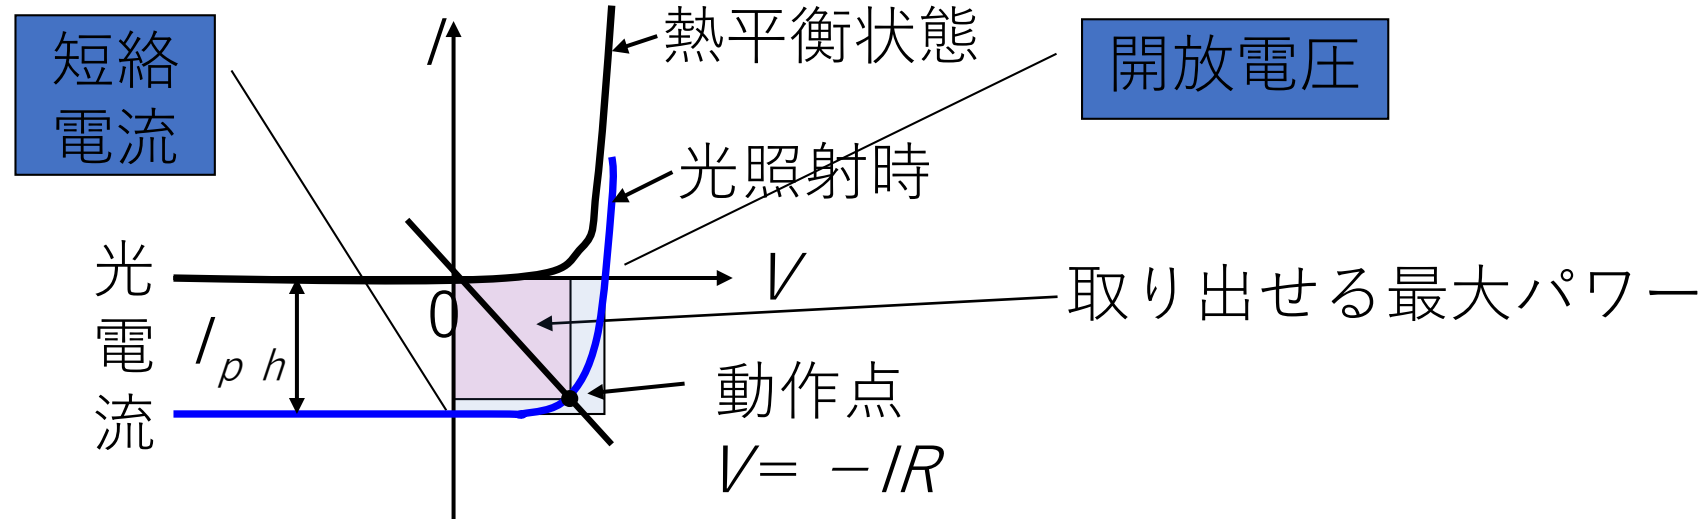 短絡
電流
I
熱平衡状態
開放電圧
光照射時
光
電
流
I ph
0
V
取り出せる最大パワー
動作点
V= −IR